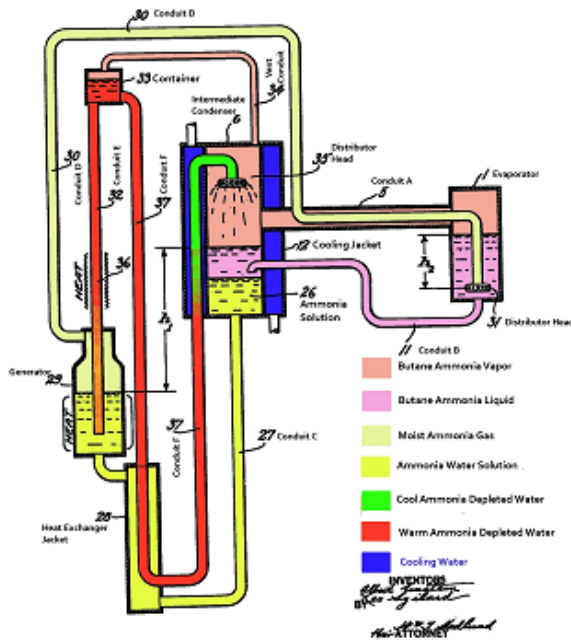 30 Conduit D
33 Container
Vent
Conduit
34
Intermediate
Condenser
6
35
Distributor
Head
Conduit A
5
1 Evaporator
Conduit D
Conduit E
38
Conduit F
37
HEAT
36
12 Cooling Jacket
26
Ammonia
Solution
h1
h2
31 Distributor Head
11 Conduit B
Generator
29
HEAT
Conduit F
37
27 Conduit C
28
Heat Exchanger
Jacket
Butane Ammonia Vapor
Butane Ammonia Liquid
Moist Ammonia Gas
Ammonia Water Solution
Cool Ammonia Depleted Water
Warm Ammonia Depleted Water
Cooling Water
INVENTORS
BY
ATTORNEY